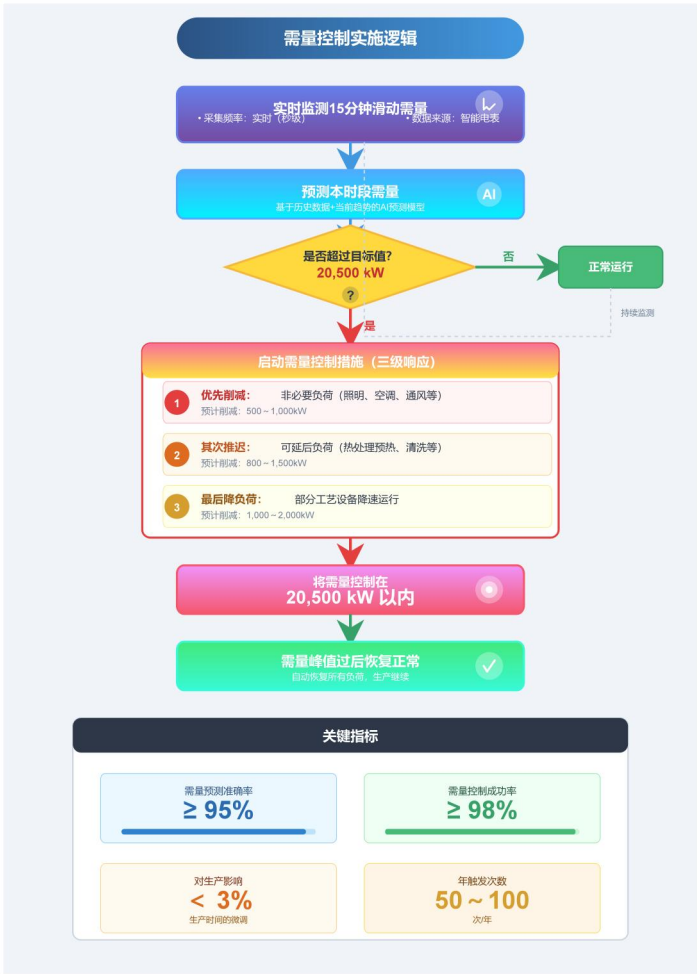 需量控制实施逻辑
实时监测15分钟滑动需量
• 采集频率：实时（秒级） • 数据来源：智能电表
预测本时段需量
AI
基于历史数据+当前趋势的AI预测模型
是否超过目标值?
20,500 kW
?
否
正常运行
持续监测
是
启动需量控制措施（三级响应）
1 优先削减： 非必要负荷（照明、空调、通风等）
预计削减：500～1,000kW
2 其次推迟： 可延后负荷（热处理预热、清洗等）
预计削减：800～1,500kW
3 最后降负荷： 部分工艺设备降速运行
预计削减：1,000～2,000kW
将需量控制在
20,500 kW 以内
需量峰值过后恢复正常
自动恢复所有负荷，生产继续
关键指标
需量预测准确率
≥ 95%
需量控制成功率
≥ 98%
对生产影响
< 3%
生产时间的微调
年触发次数
50～100
次/年